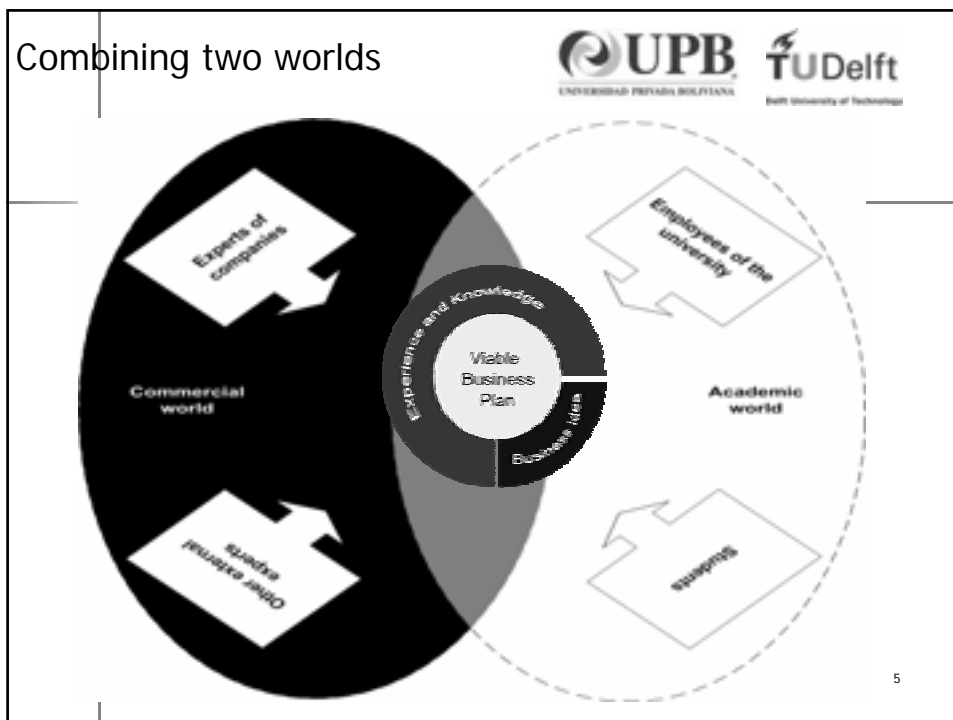 Combining two worlds
UPB
UNIVERSIDAD PRIVADA BOLIVIANA
TUDelft
Delft University of Technology
Experts of
companies
Employees of the
university
Experience and Knowledge
Viable
Business
Plan
Business Idea
Commercial
world
Academic
world
Other external
experts
Students
5